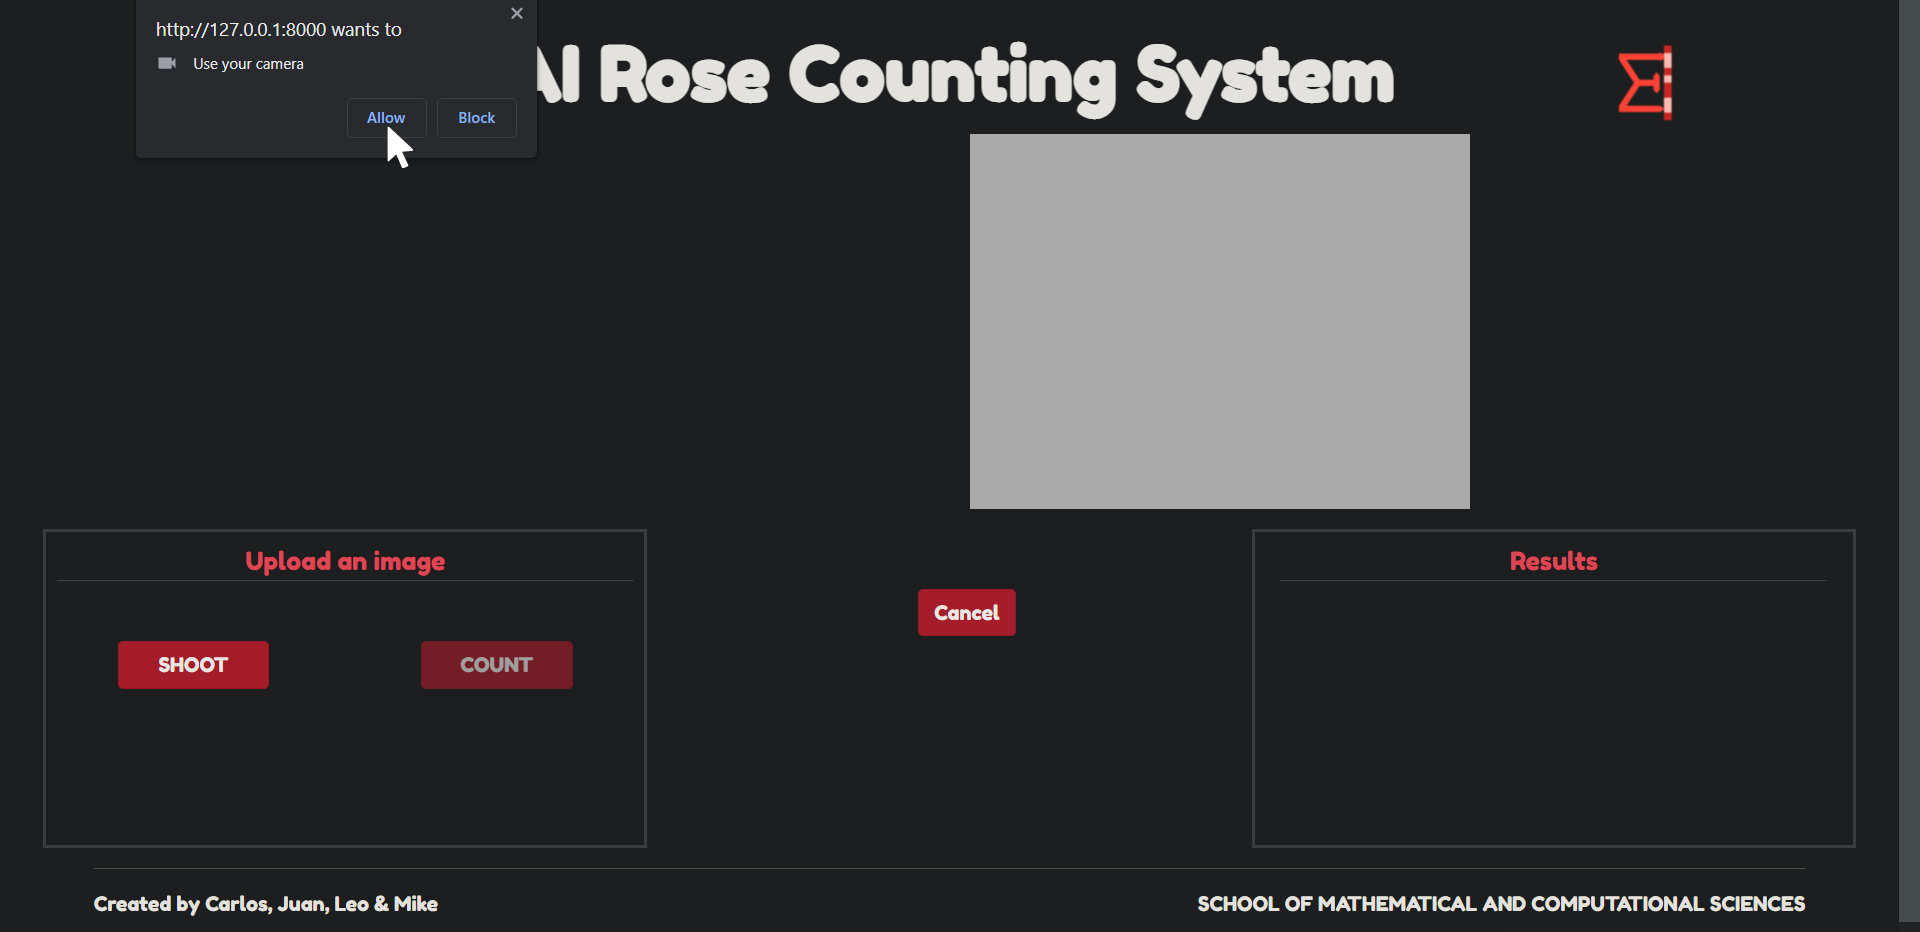 http://127.0.0.1:8000 wants to
Use your camera
Allow
Block
AI Rose Counting System
Upload an image
SHOOT
COUNT
Cancel
Results
Created by Carlos, Juan, Leo & Mike
SCHOOL OF MATHEMATICAL AND COMPUTATIONAL SCIENCES